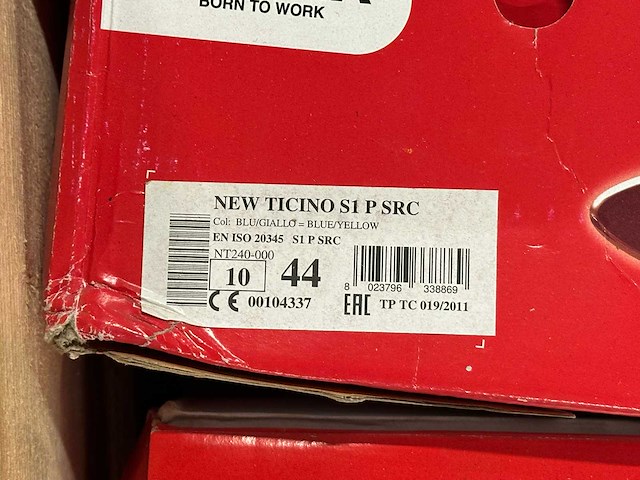 BORN TO WORK
NEW TICINO S1 P SRC
Col: BLU/GIALLO = BLUE/YELLOW
EN ISO 20345 S1 P SRC
NT240-000
10 44
8 023796 338869
CE 00104337
EAC TP TC 019/2011